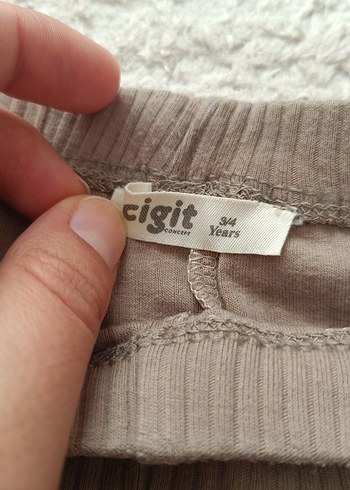 cigit
CONCEPT
3/4
Years